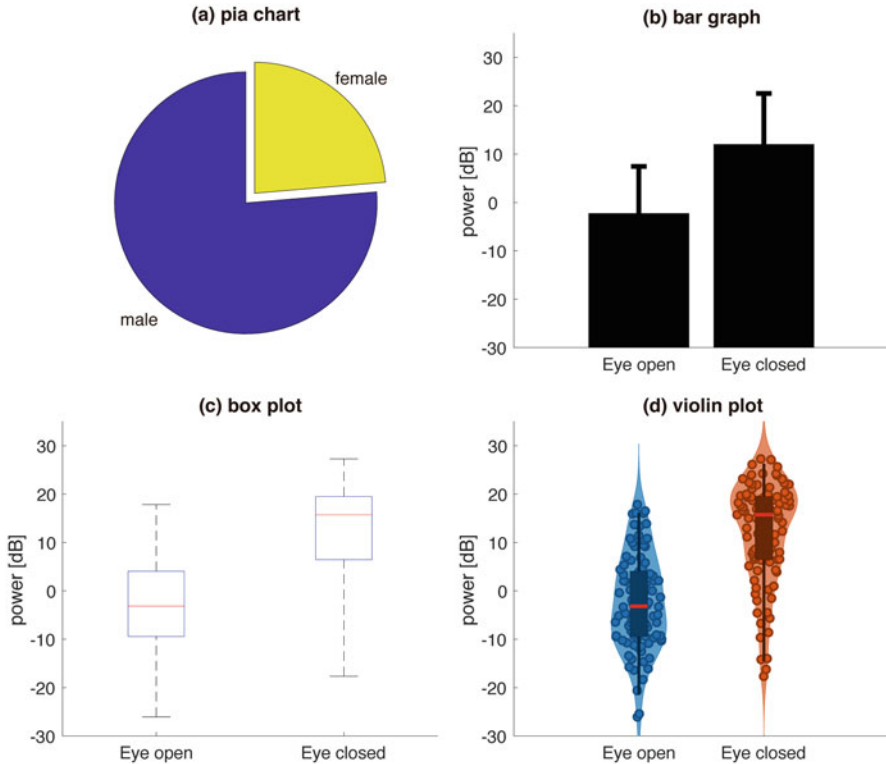 (a) pia chart
female
male
(b) bar graph
power [dB]
30
20
10
0
-10
-20
-30
Eye open
Eye closed
(c) box plot
power [dB]
30
20
10
0
-10
-20
-30
Eye open
Eye closed
(d) violin plot
power [dB]
30
20
10
0
-10
-20
-30
Eye open
Eye closed